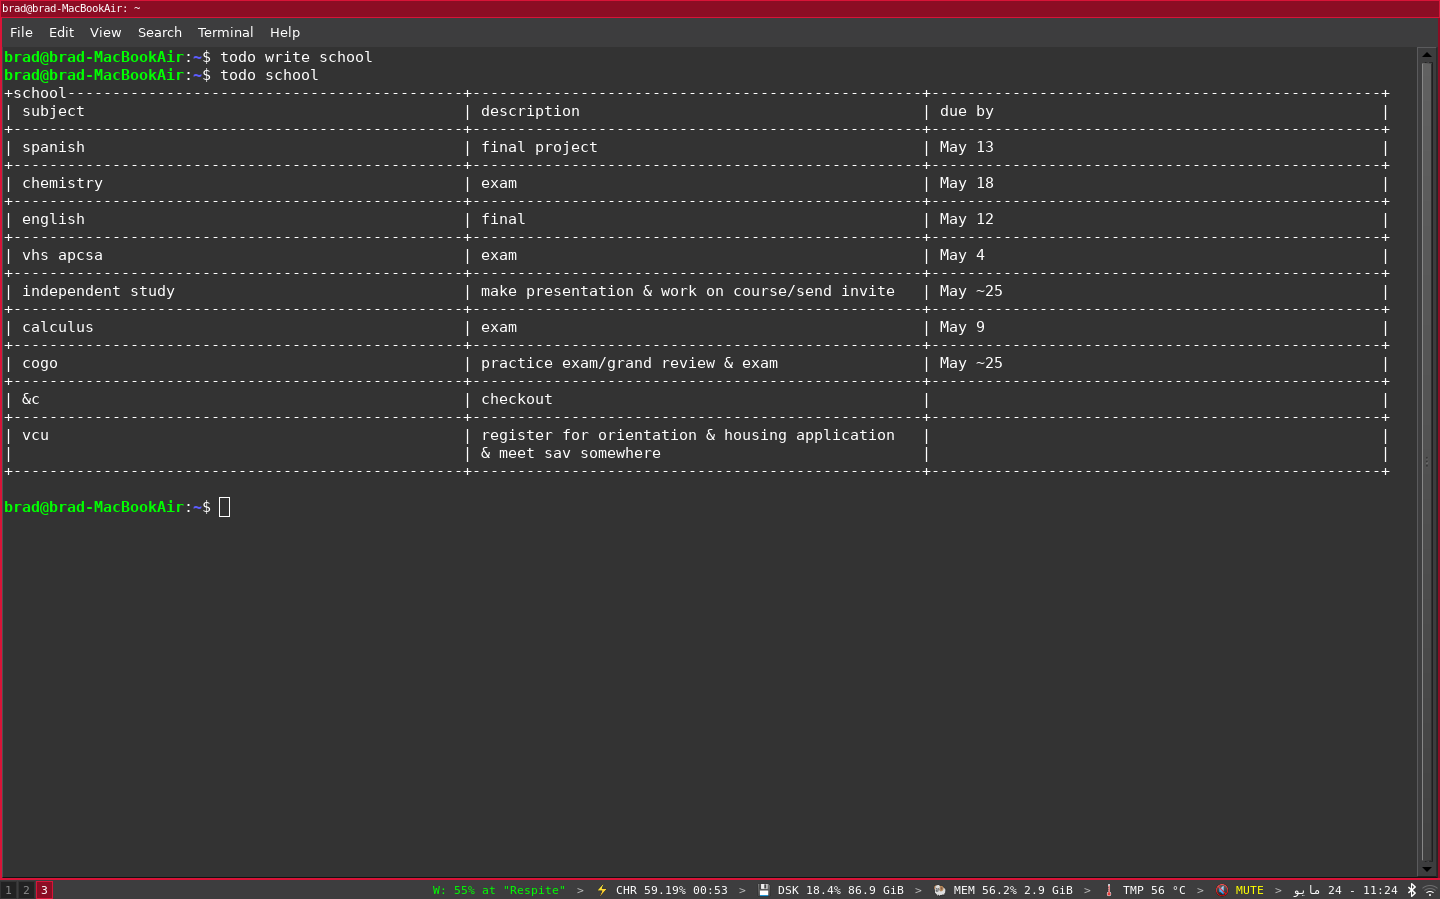 brad@brad-MacBookAir: ~
File Edit View Search Terminal Help
brad@brad-MacBookAir:~$ todo write school
brad@brad-MacBookAir:~$ todo school
+school--------------------------------------------+--------------------------------------------------+--------------------------------------------------+
| subject | description | due by |
+--------------------------------------------------+--------------------------------------------------+--------------------------------------------------+
| spanish | final project | May 13 |
+--------------------------------------------------+--------------------------------------------------+--------------------------------------------------+
| chemistry | exam | May 18 |
+--------------------------------------------------+--------------------------------------------------+--------------------------------------------------+
| english | final | May 12 |
+--------------------------------------------------+--------------------------------------------------+--------------------------------------------------+
| vhs apcsa | exam | May 4 |
+--------------------------------------------------+--------------------------------------------------+--------------------------------------------------+
| independent study | make presentation & work on course/send invite | May ~25 |
+--------------------------------------------------+--------------------------------------------------+--------------------------------------------------+
| calculus | exam | May 9 |
+--------------------------------------------------+--------------------------------------------------+--------------------------------------------------+
| cogo | practice exam/grand review & exam | May ~25 |
+--------------------------------------------------+--------------------------------------------------+--------------------------------------------------+
| &c | checkout | |
+--------------------------------------------------+--------------------------------------------------+--------------------------------------------------+
| vcu | register for orientation & housing application | |
| | & meet sav somewhere | |
+--------------------------------------------------+--------------------------------------------------+--------------------------------------------------+
brad@brad-MacBookAir:~$
1 2 3 W: 55% at "Respite" > ⚡ CHR 59.19% 00:53 > 💾 DSK 18.4% 86.9 GiB > 🐏 MEM 56.2% 2.9 GiB > 🌡 TMP 56 °C > 🔇 MUTE > مايو 24 - 11:24